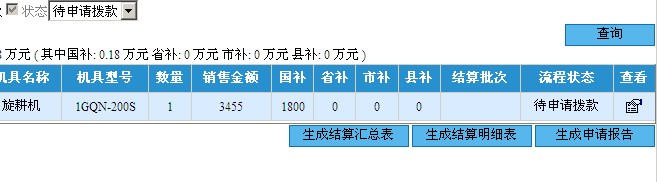 状态 待申请拨款
查询
万元 ( 其中国补: 0.18 万元 省补: 0 万元 市补: 0 万元 县补: 0 万元 )
机具名称 机具型号 数量 销售金额 国补 省补 市补 县补 结算批次 流程状态 查看
旋耕机 1GQN-200S 1 3455 1800 0 0 0 待申请拨款
生成结算汇总表 生成结算明细表 生成申请报告